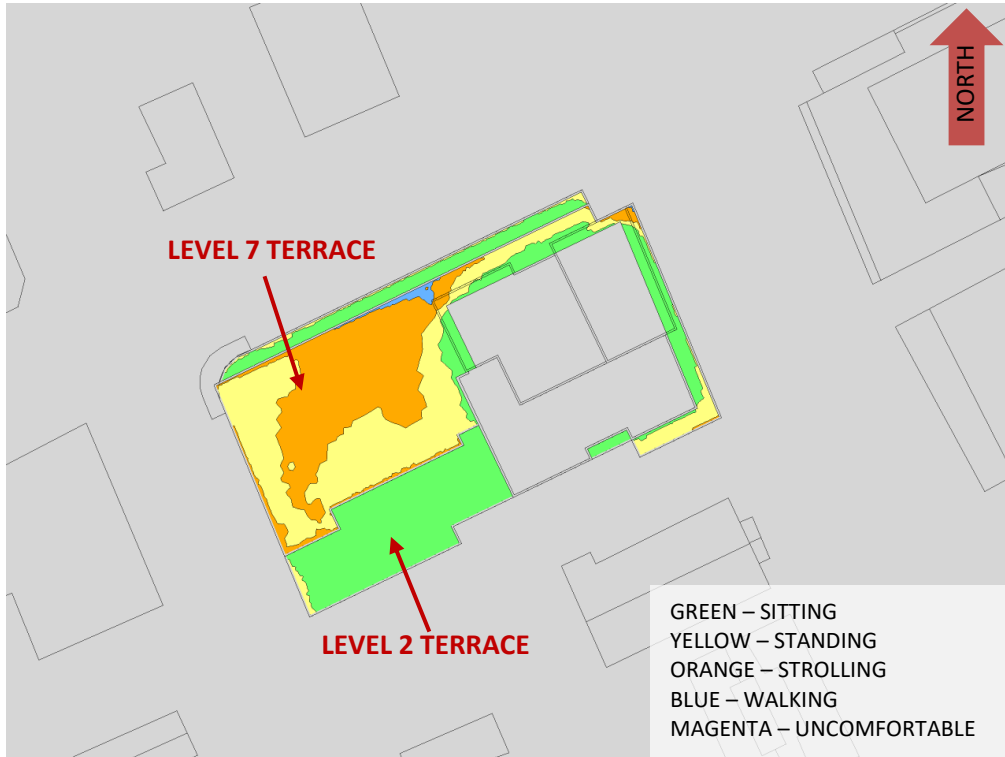 NORTH
LEVEL 7 TERRACE
LEVEL 2 TERRACE
GREEN – SITTING
YELLOW – STANDING
ORANGE – STROLLING
BLUE – WALKING
MAGENTA – UNCOMFORTABLE